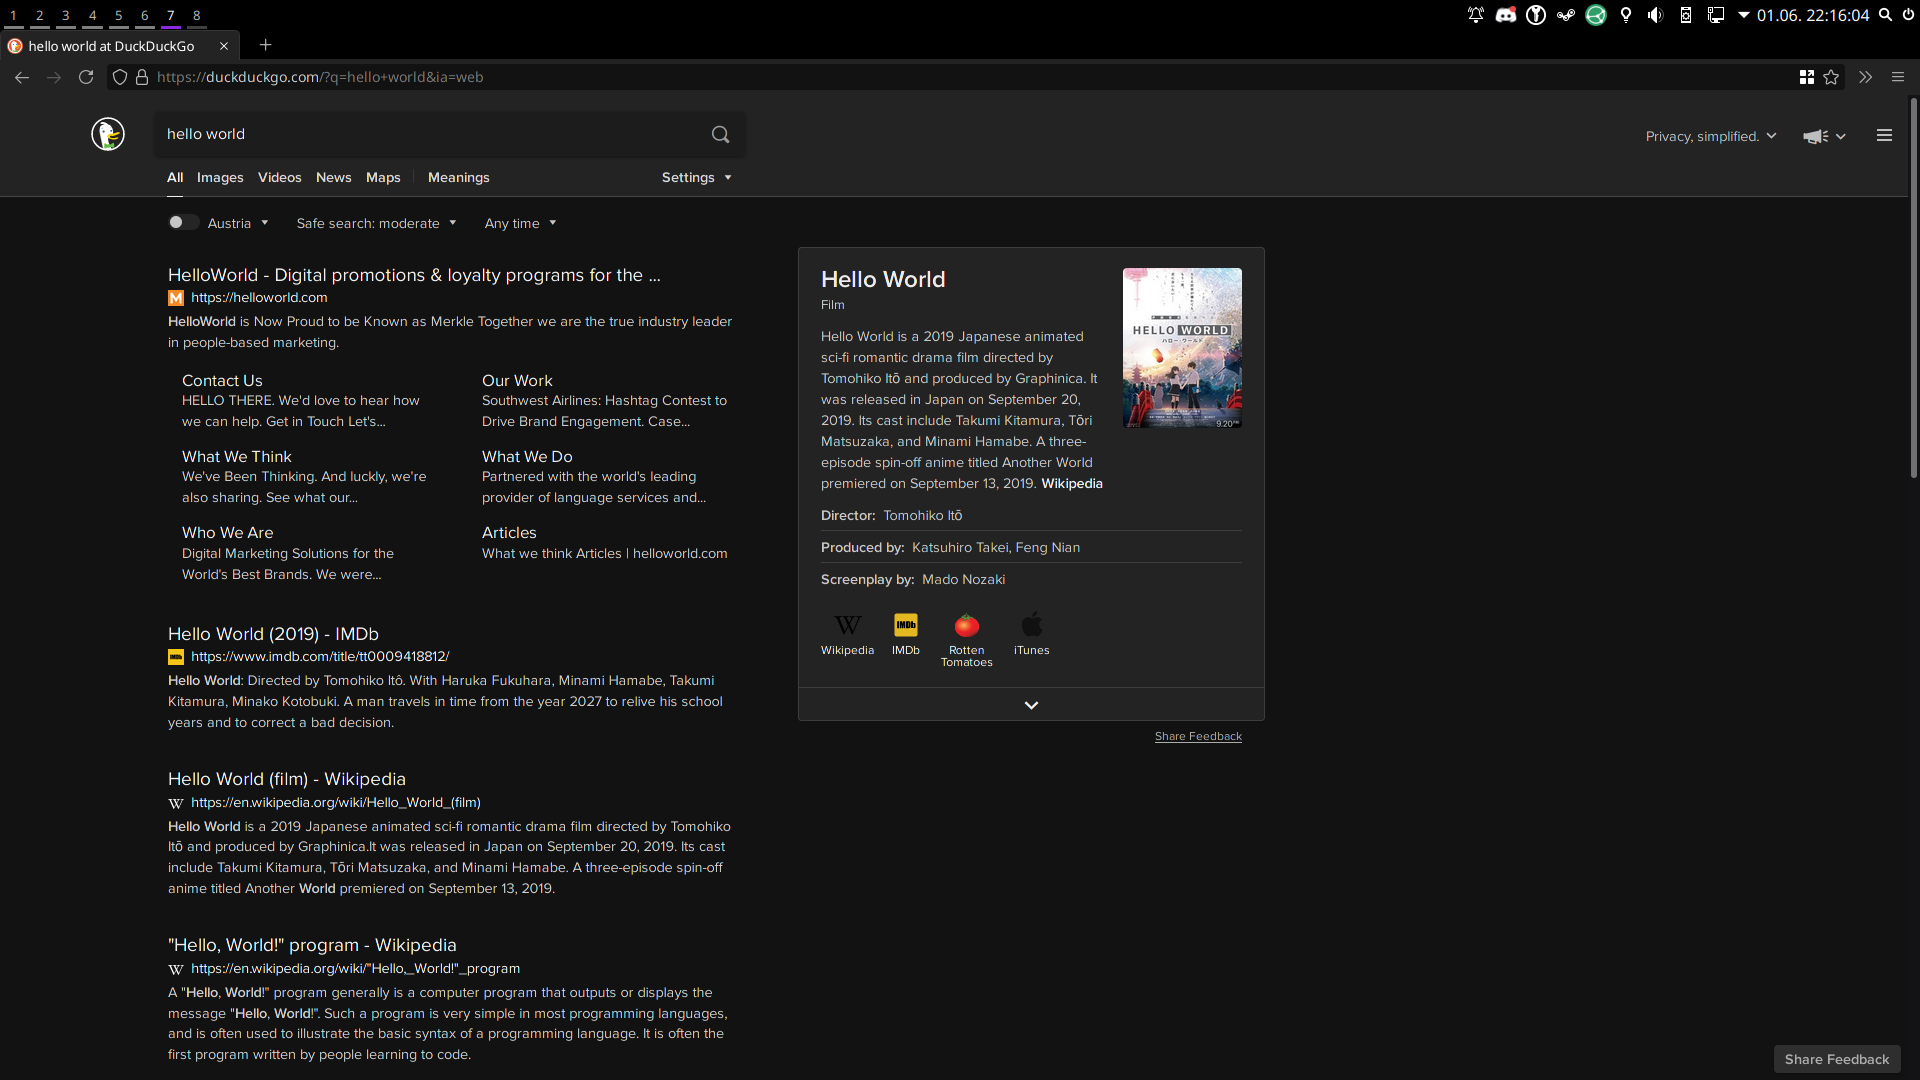 1 2 3 4 5 6 7 8
01.06. 22:16:04
hello world at DuckDuckGo
https://duckduckgo.com/?q=hello+world&ia=web
hello world
Privacy, simplified.
All Images Videos News Maps Meanings Settings
Austria Safe search: moderate Any time
HelloWorld - Digital promotions & loyalty programs for the ...
https://helloworld.com
HelloWorld is Now Proud to be Known as Merkle Together we are the true industry leader
in people-based marketing.
Contact Us
HELLO THERE. We'd love to hear how
we can help. Get in Touch Let's...
Our Work
Southwest Airlines: Hashtag Contest to
Drive Brand Engagement. Case...
What We Think
We've Been Thinking. And luckly, we're
also sharing. See what our...
What We Do
Partnered with the world's leading
provider of language services and...
Who We Are
Digital Marketing Solutions for the
World's Best Brands. We were...
Articles
What we think Articles | helloworld.com
Hello World (2019) - IMDb
https://www.imdb.com/title/tt0009418812/
Hello World: Directed by Tomohiko Itô. With Haruka Fukuhara, Minami Hamabe, Takumi
Kitamura, Minako Kotobuki. A man travels in time from the year 2027 to relive his school
years and to correct a bad decision.
Hello World (film) - Wikipedia
https://en.wikipedia.org/wiki/Hello_World_(film)
Hello World is a 2019 Japanese animated sci-fi romantic drama film directed by Tomohiko
Itō and produced by Graphinica.It was released in Japan on September 20, 2019. Its cast
include Takumi Kitamura, Tōri Matsuzaka, and Minami Hamabe. A three-episode spin-off
anime titled Another World premiered on September 13, 2019.
"Hello, World!" program - Wikipedia
https://en.wikipedia.org/wiki/"Hello,_World!"_program
A "Hello, World!" program generally is a computer program that outputs or displays the
message "Hello, World!". Such a program is very simple in most programming languages,
and is often used to illustrate the basic syntax of a programming language. It is often the
first program written by people learning to code.
Hello World
Film
Hello World is a 2019 Japanese animated
sci-fi romantic drama film directed by
Tomohiko Itō and produced by Graphinica. It
was released in Japan on September 20,
2019. Its cast include Takumi Kitamura, Tōri
Matsuzaka, and Minami Hamabe. A three-
episode spin-off anime titled Another World
premiered on September 13, 2019. Wikipedia
HELLO WORLD
ハロー・ワールド
9.20
Director: Tomohiko Itō
Produced by: Katsuhiro Takei, Feng Nian
Screenplay by: Mado Nozaki
IMDb
Wikipedia IMDb Rotten Tomatoes iTunes
Share Feedback
Share Feedback